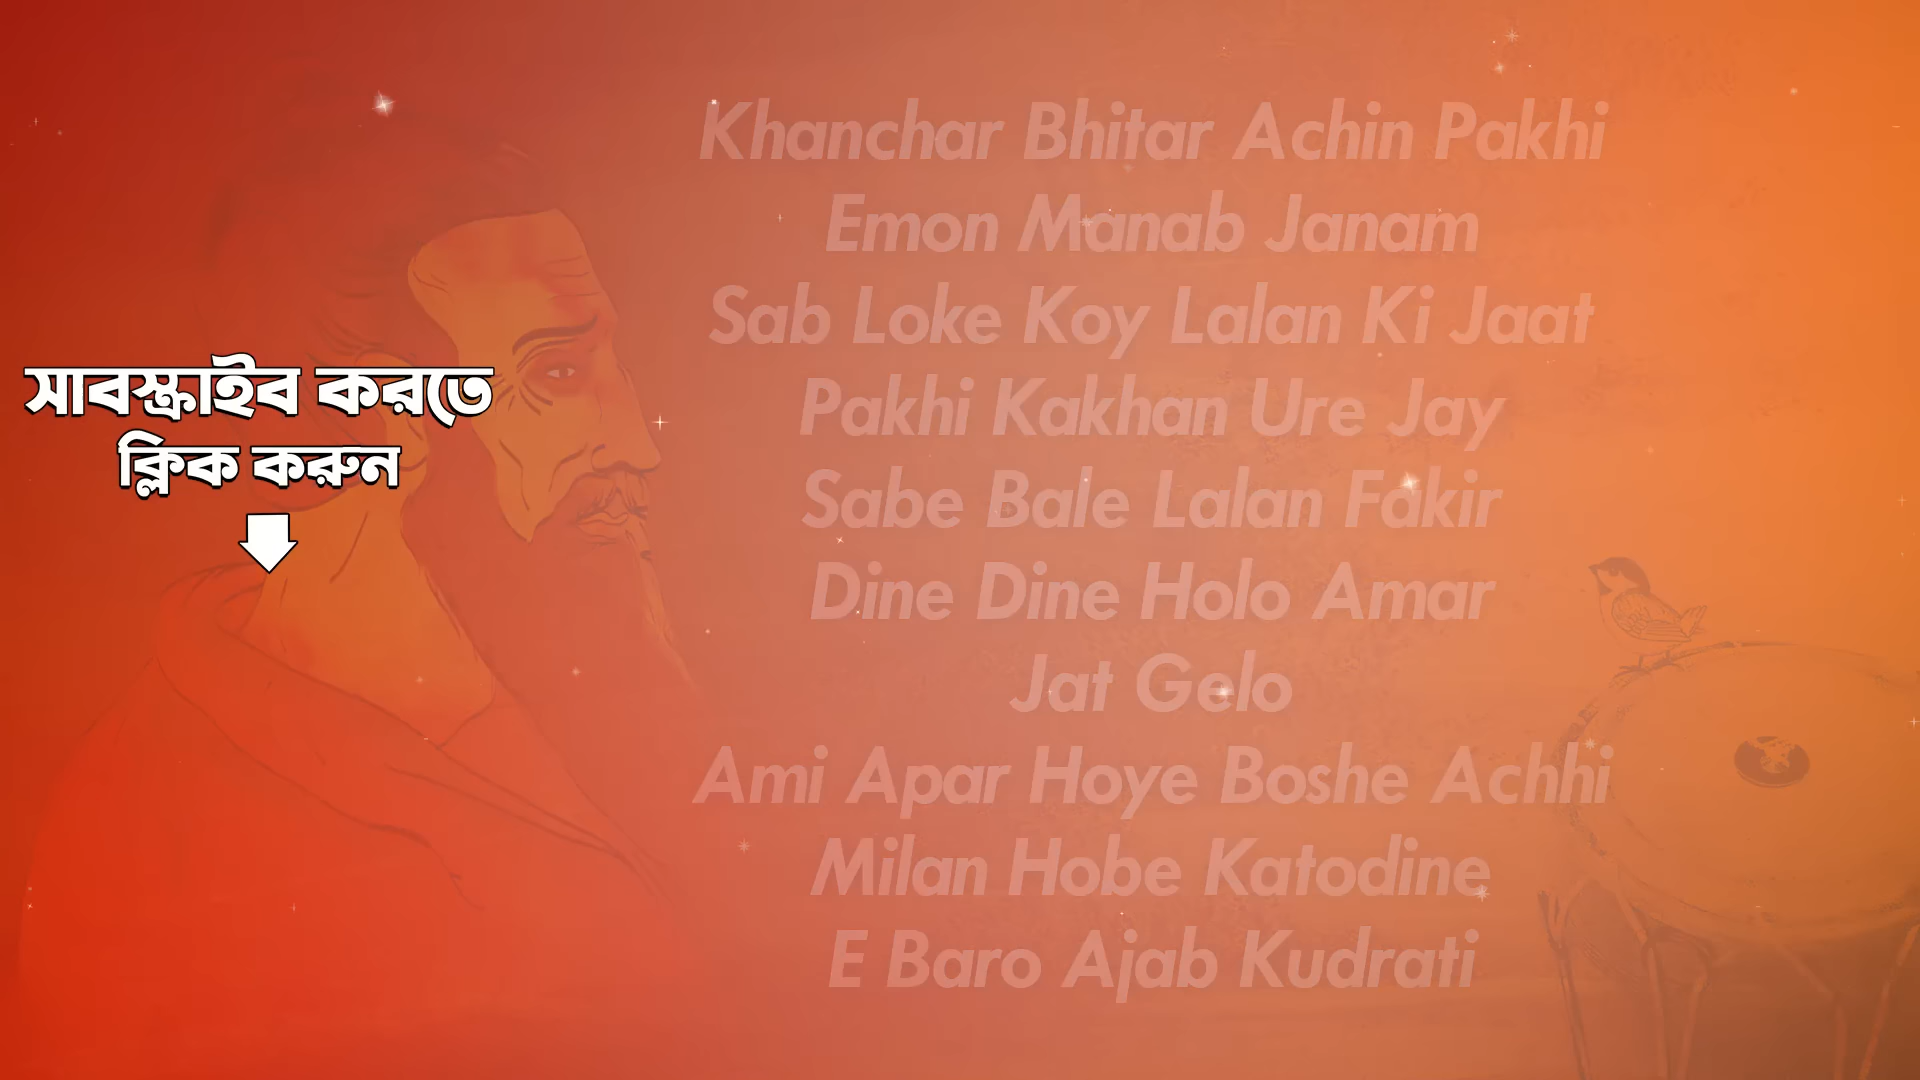 সাবস্ক্রাইব করতে
ক্লিক করুন
Khanchar Bhitar Achin Pakhi
Emon Manab Janam
Sab Loke Koy Lalan Ki Jaat
Pakhi Kakhan Ure Jay
Sabe Bale Lalan Fakir
Dine Dine Holo Amar
Jat Gelo
Ami Apar Hoye Boshe Achhi
Milan Hobe Katodine
E Baro Ajab Kudrati